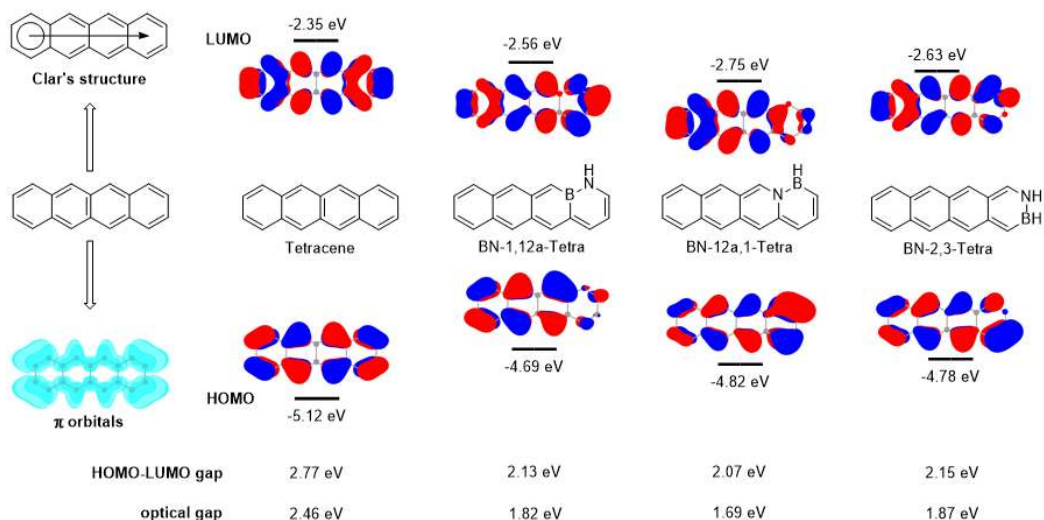 LUMO
-2.35 eV
-2.56 eV
-2.75 eV
-2.63 eV
Clar's structure
H
N
B
H
B
N
NH
BH
Tetracene
BN-1,12a-Tetra
BN-12a,1-Tetra
BN-2,3-Tetra
HOMO
-5.12 eV
-4.69 eV
-4.82 eV
-4.78 eV
π orbitals
HOMO-LUMO gap
2.77 eV
2.13 eV
2.07 eV
2.15 eV
optical gap
2.46 eV
1.82 eV
1.69 eV
1.87 eV